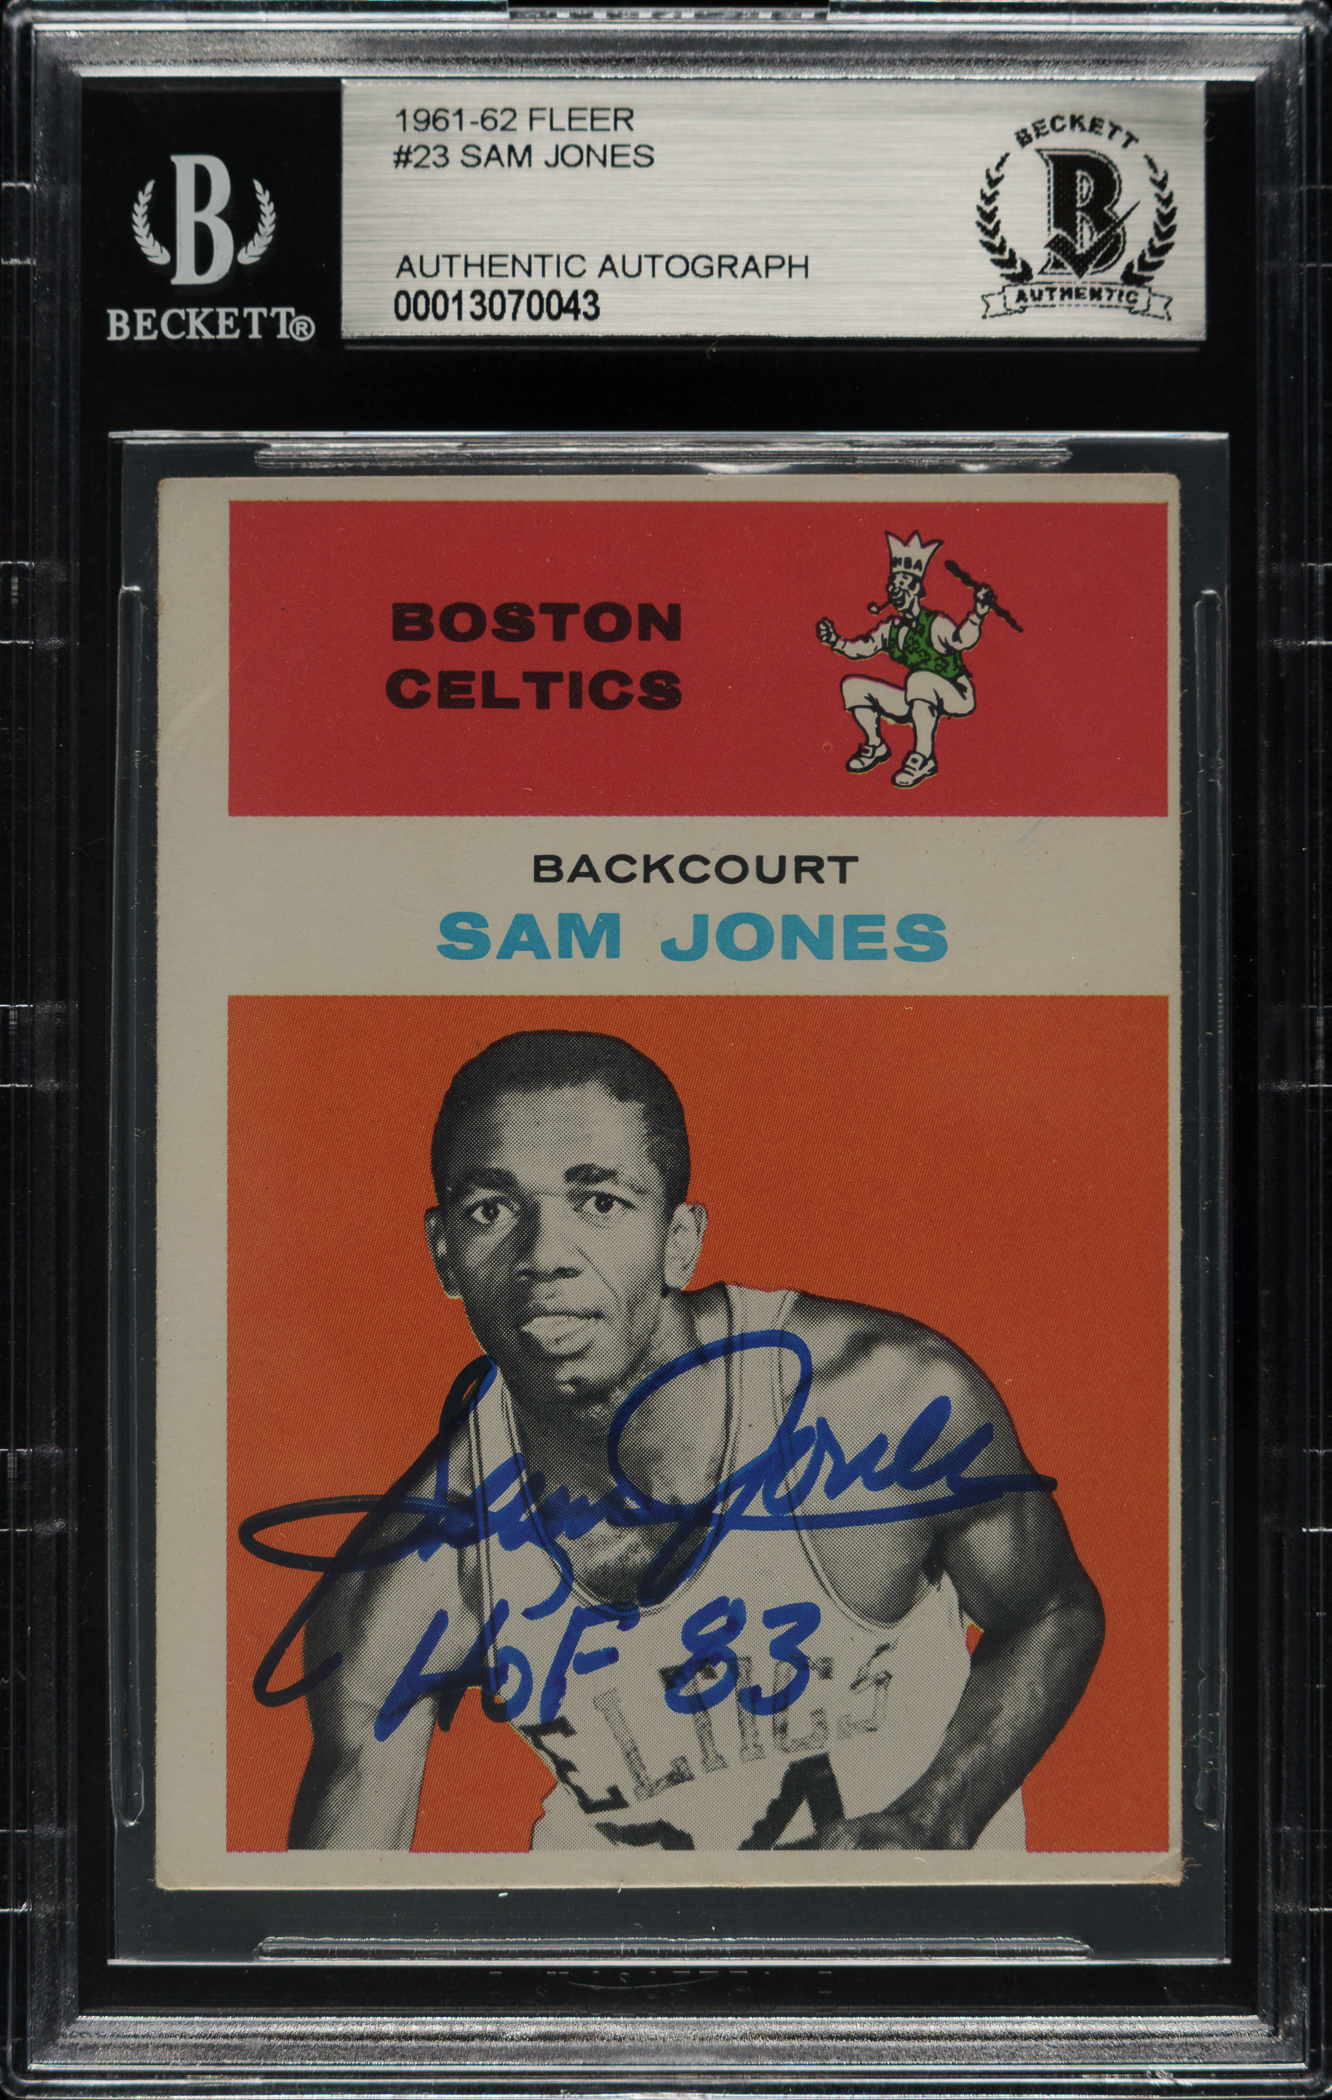 1961-62 FLEER
#23 SAM JONES
AUTHENTIC AUTOGRAPH
00013070043
B
BECKETT®
BECKETT
B
AUTHENTIC
NBA
BOSTON
CELTICS
BACKCOURT
SAM JONES
Sam Jones
HOF 83
LTICS